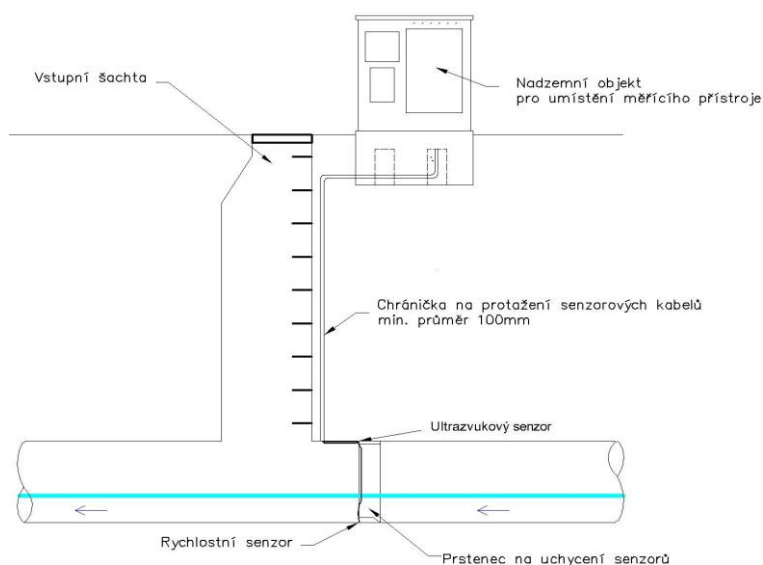 Vstupní šachta
Nadzemní objekt
pro umístění měřícího přístroje
Chránička na protažení senzorových kabelů
min. průměr 100mm
Ultrazvukový senzor
Rychlostní senzor
Prstenec na uchycení senzorů